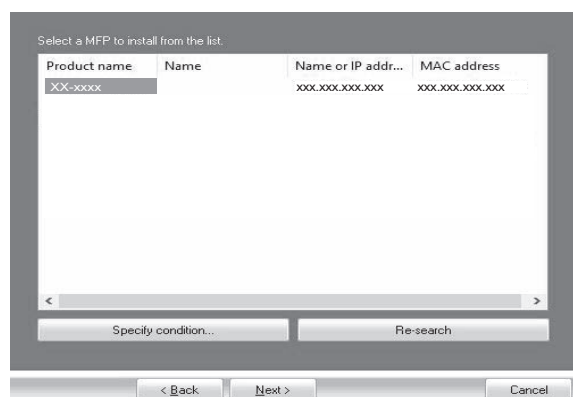 Select a MFP to install from the list.
Product name Name Name or IP addr... MAC address
XX-xxxx xxx.xxx.xxx.xxx xxx.xxx.xxx.xxx
Specify condition... Re-search
< Back Next > Cancel